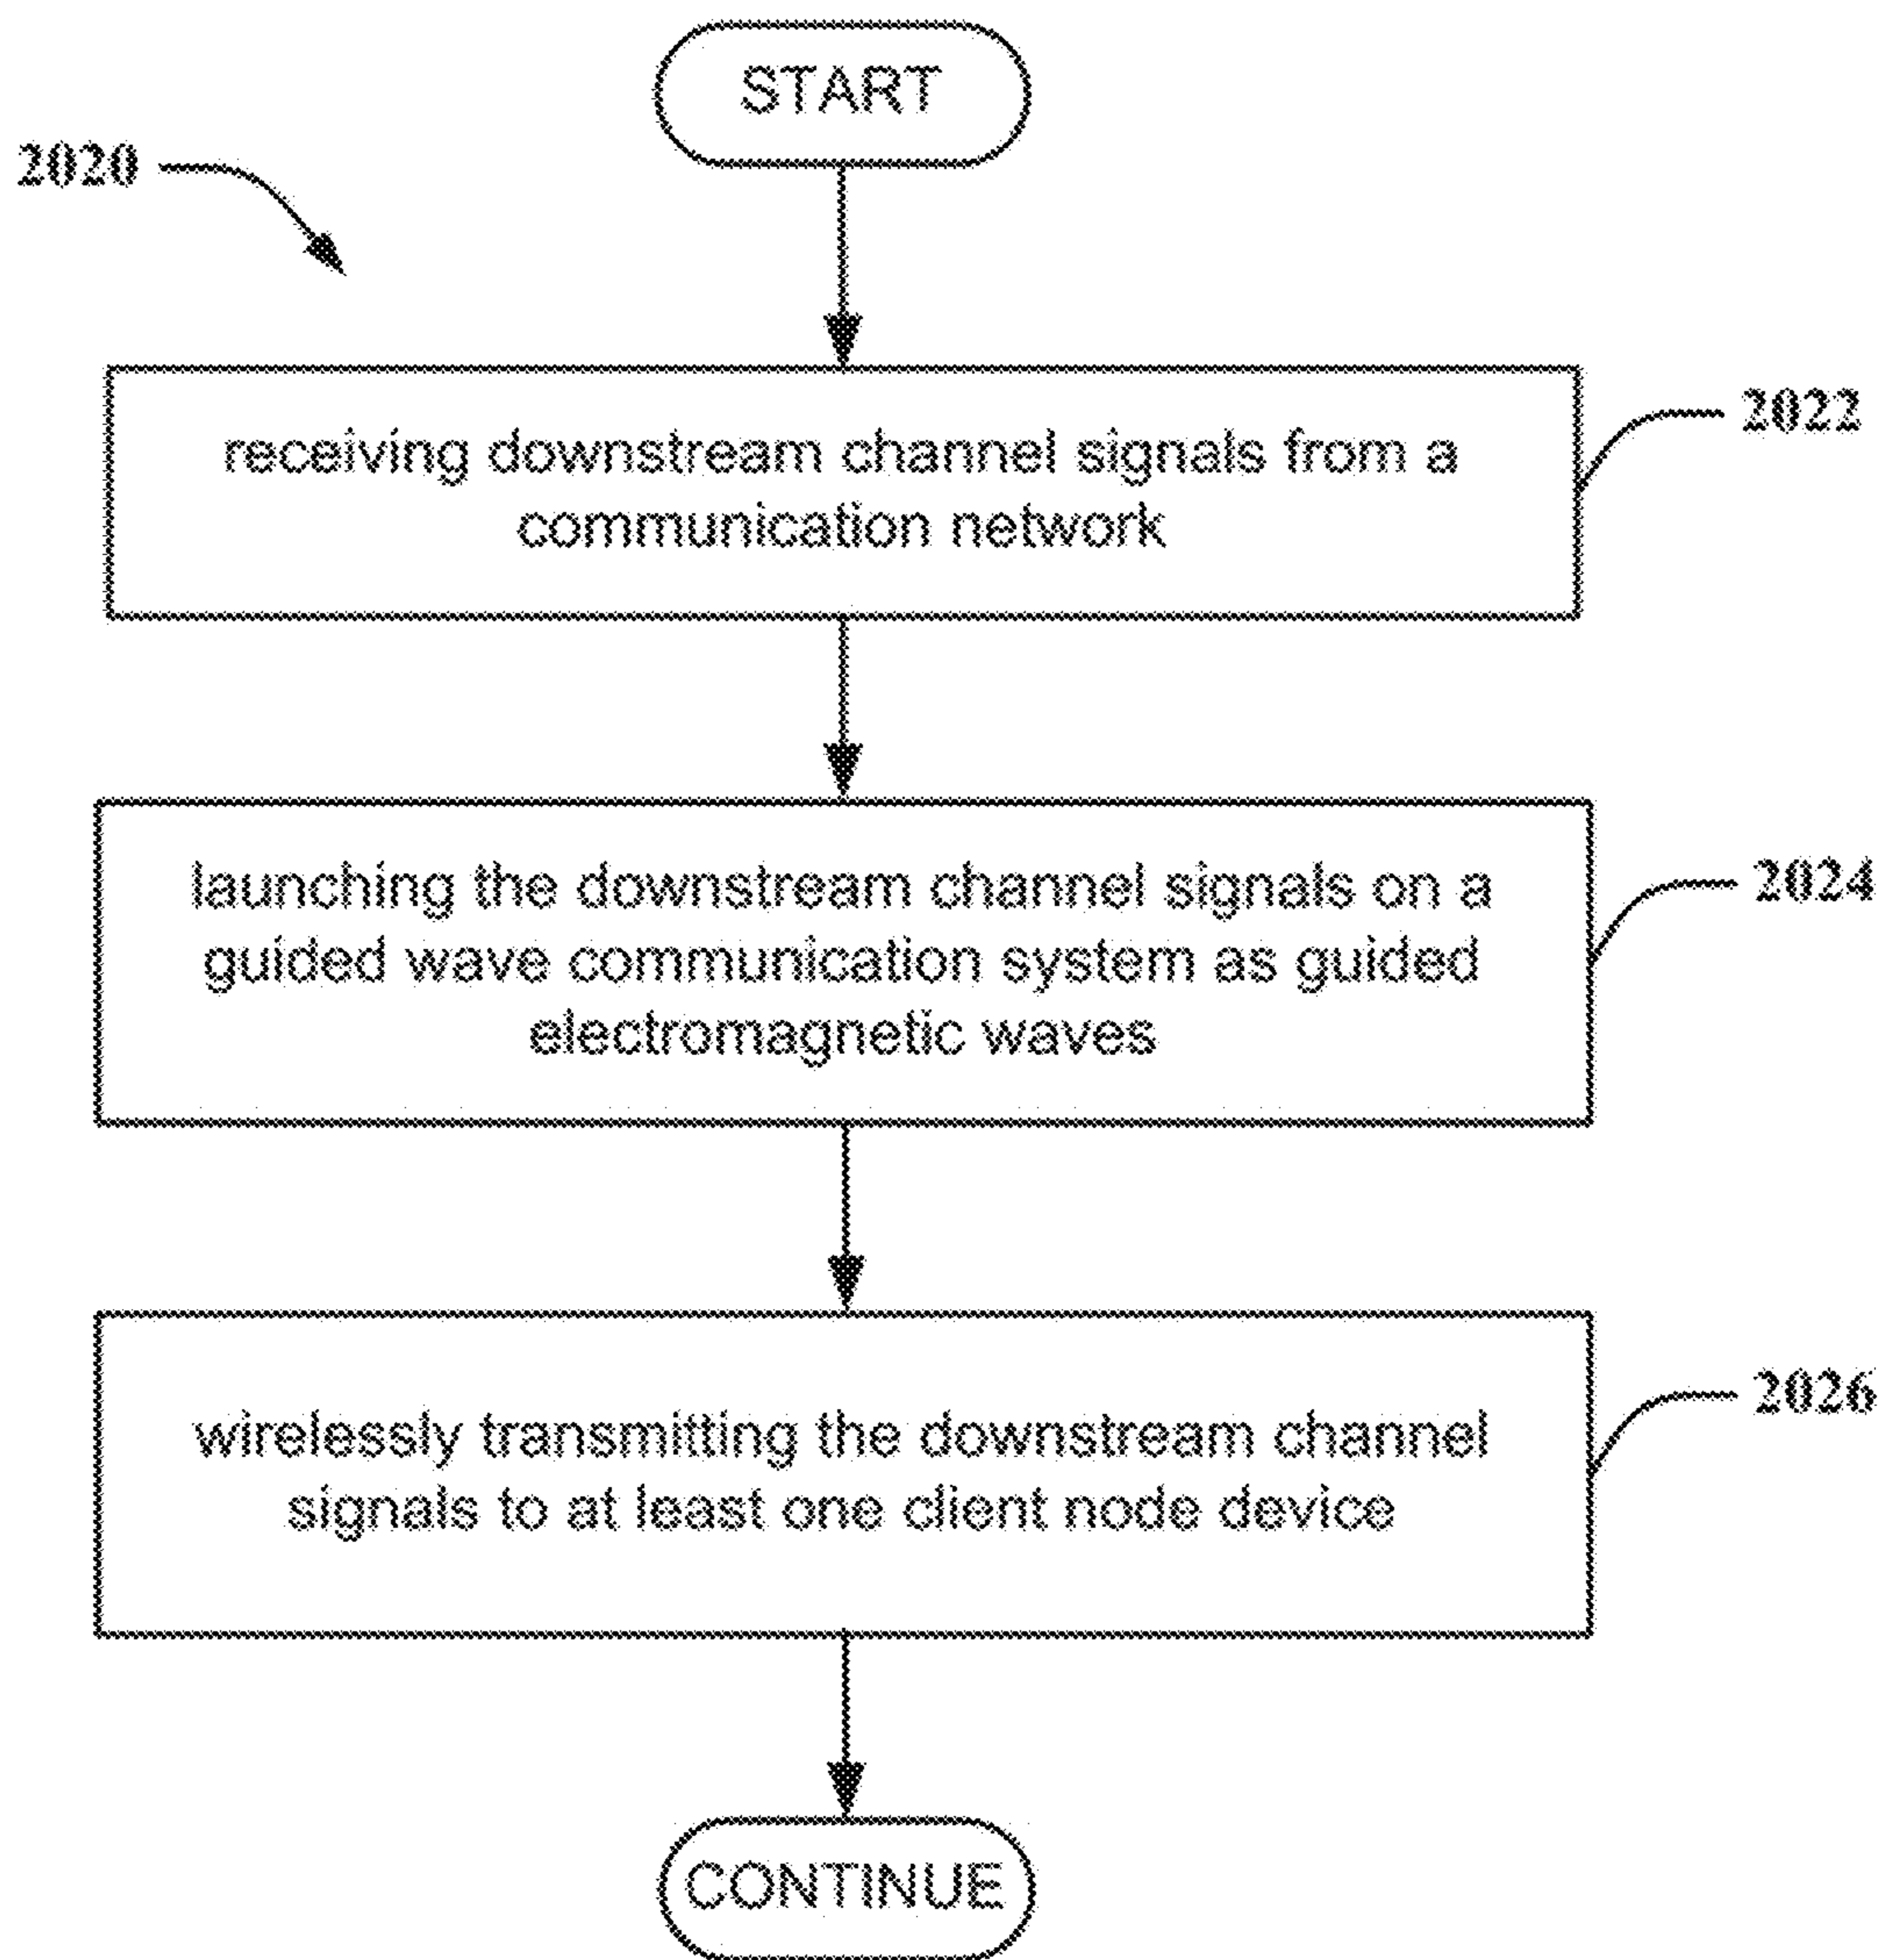 START
2020
receiving downstream channel signals from a
communication network
2022
launching the downstream channel signals on a
guided wave communication system as guided
electromagnetic waves
2024
wirelessly transmitting the downstream channel
signals to at least one client node device
2026
CONTINUE